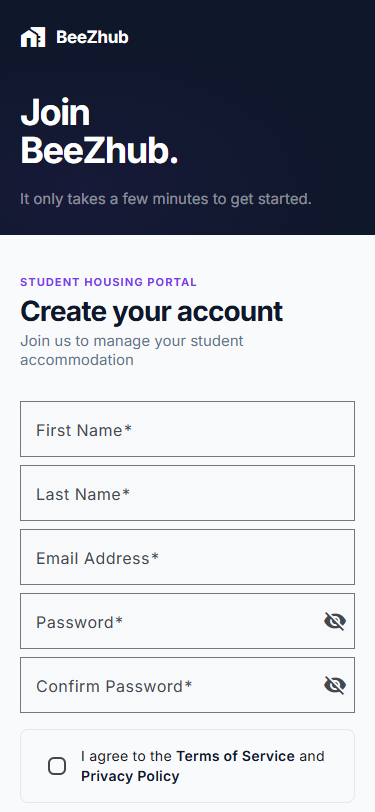 BeeZhub
Join
BeeZhub.
It only takes a few minutes to get started.
STUDENT HOUSING PORTAL
Create your account
Join us to manage your student
accommodation
First Name*
Last Name*
Email Address*
Password*
Confirm Password*
I agree to the Terms of Service and
Privacy Policy